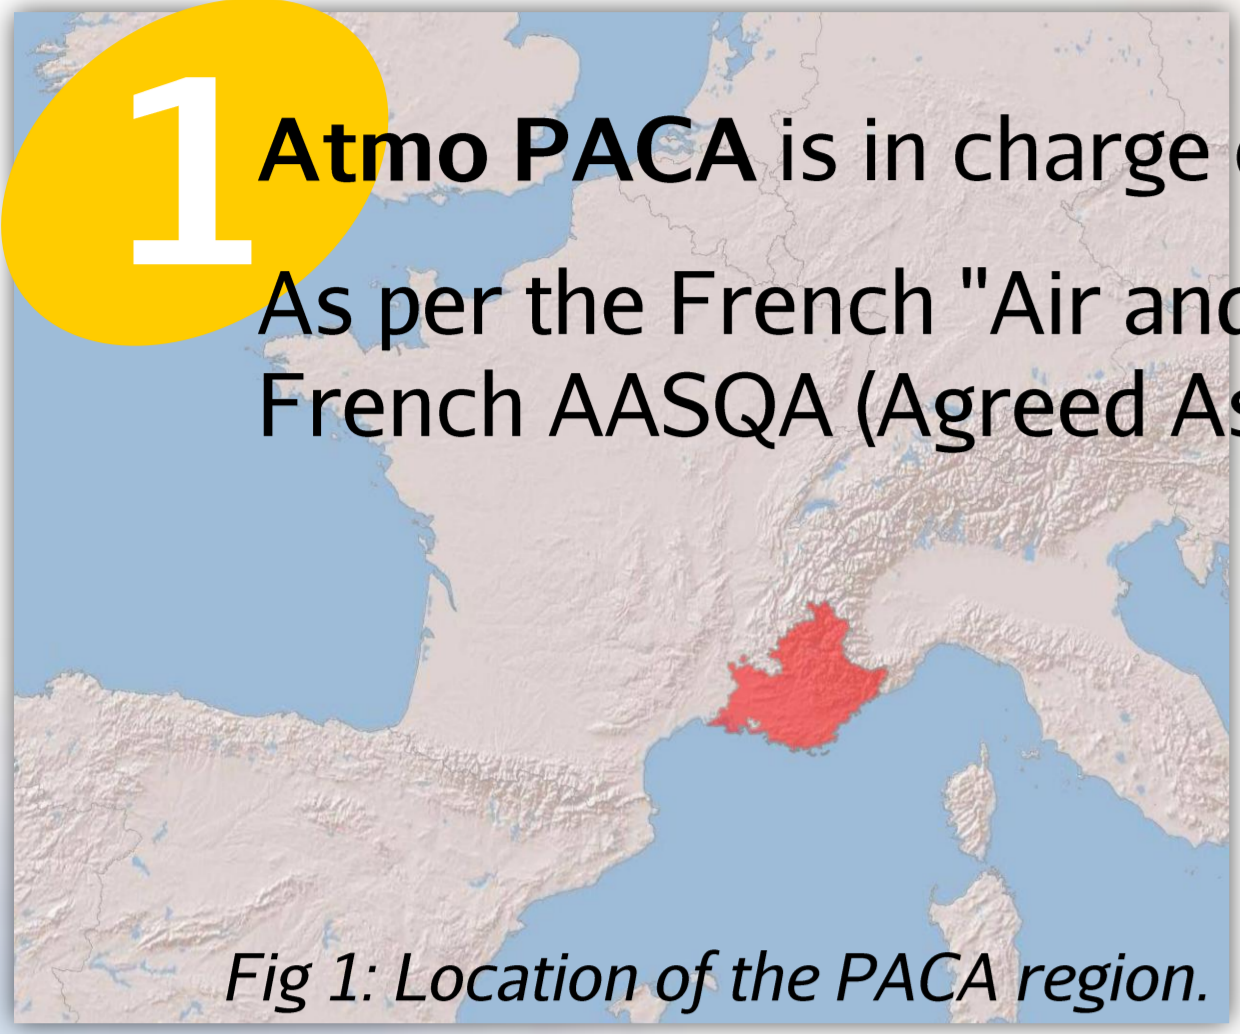 1
Atmo PACA is in charge
As per the French "Air and
French AASQA (Agreed As
Fig 1: Location of the PACA region.